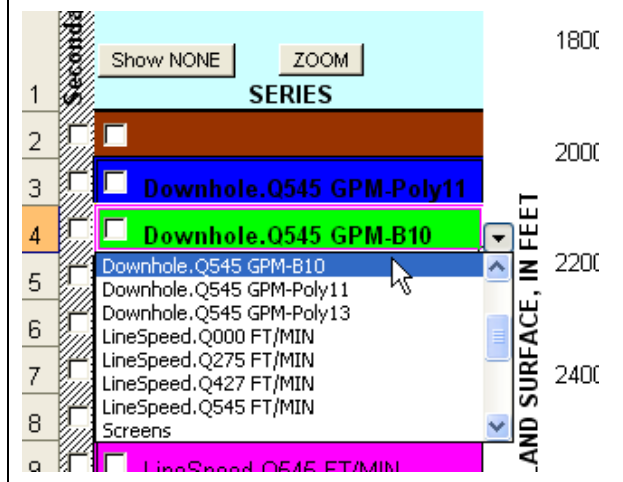 Seconda
Show NONE
ZOOM
1
SERIES
2
3
Downhole.Q545 GPM-Poly11
4
Downhole.Q545 GPM-B10
Downhole.Q545 GPM-B10
5
Downhole.Q545 GPM-Poly11
Downhole.Q545 GPM-Poly13
6
LineSpeed.Q000 FT/MIN
LineSpeed.Q275 FT/MIN
7
LineSpeed.Q427 FT/MIN
LineSpeed.Q545 FT/MIN
8
Screens
9
LineSpeed.Q545 FT/MIN
AND SURFACE, IN FEET
1800
2000
2200
2400